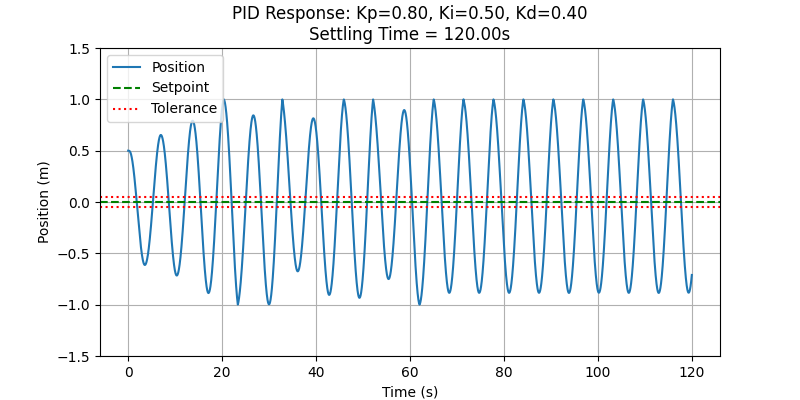 PID Response: Kp=0.80, Ki=0.50, Kd=0.40
Settling Time = 120.00s
Position
Setpoint
Tolerance
Position (m)
1.5
1.0
0.5
0.0
−0.5
−1.0
−1.5
0 20 40 60 80 100 120
Time (s)